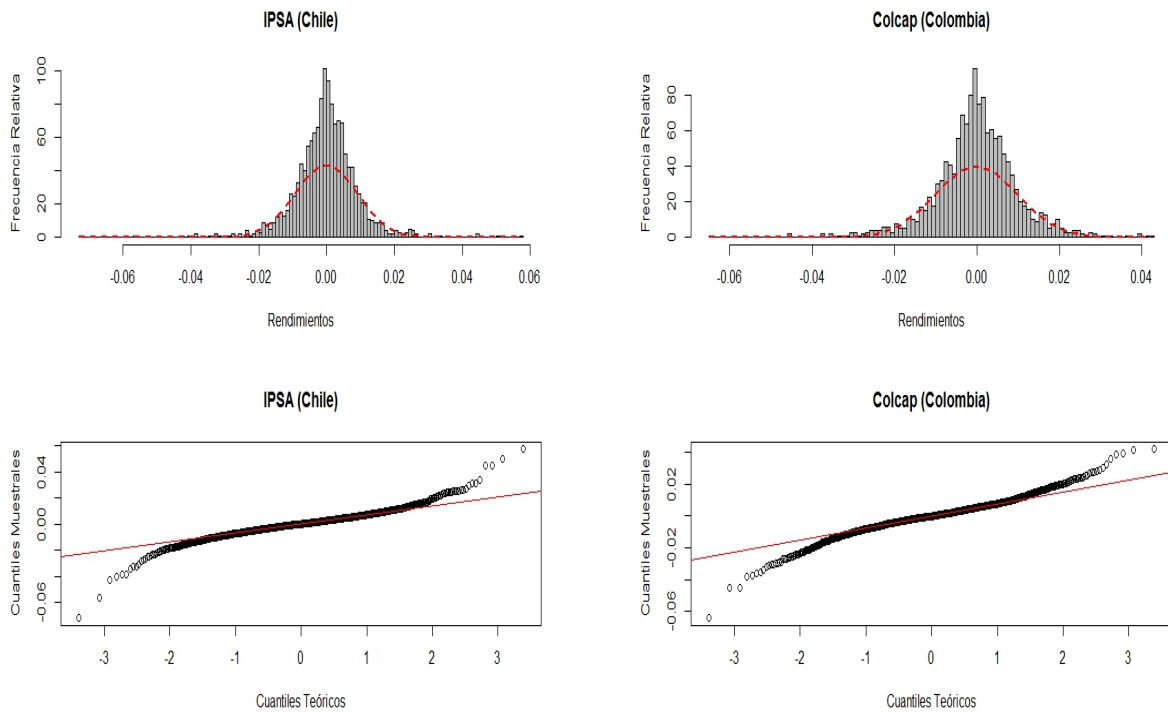 IPSA (Chile)
Frecuencia Relativa
0 20 60 100
-0.06 -0.04 -0.02 0.00 0.02 0.04 0.06
Rendimientos
Colcap (Colombia)
Frecuencia Relativa
0 20 40 60 80
-0.06 -0.04 -0.02 0.00 0.02 0.04
Rendimientos
IPSA (Chile)
Cuantiles Muestrales
-0.06 0.00 0.04
-3 -2 -1 0 1 2 3
Cuantiles Teóricos
Colcap (Colombia)
Cuantiles Muestrales
-0.06 -0.02 0.02
-3 -2 -1 0 1 2 3
Cuantiles Teóricos